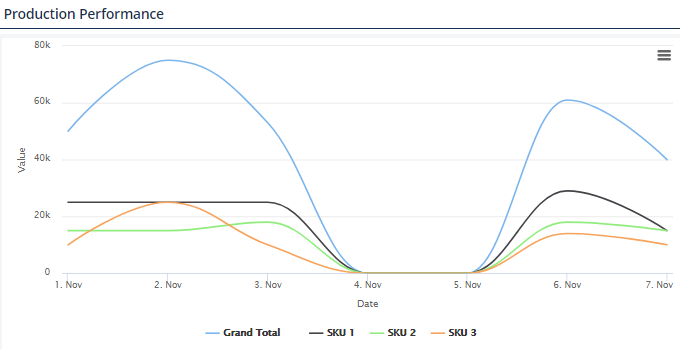 Production Performance
80k
60k
40k
20k
0
Value
1. Nov 2. Nov 3. Nov 4. Nov 5. Nov 6. Nov 7. Nov
Date
Grand Total SKU 1 SKU 2 SKU 3